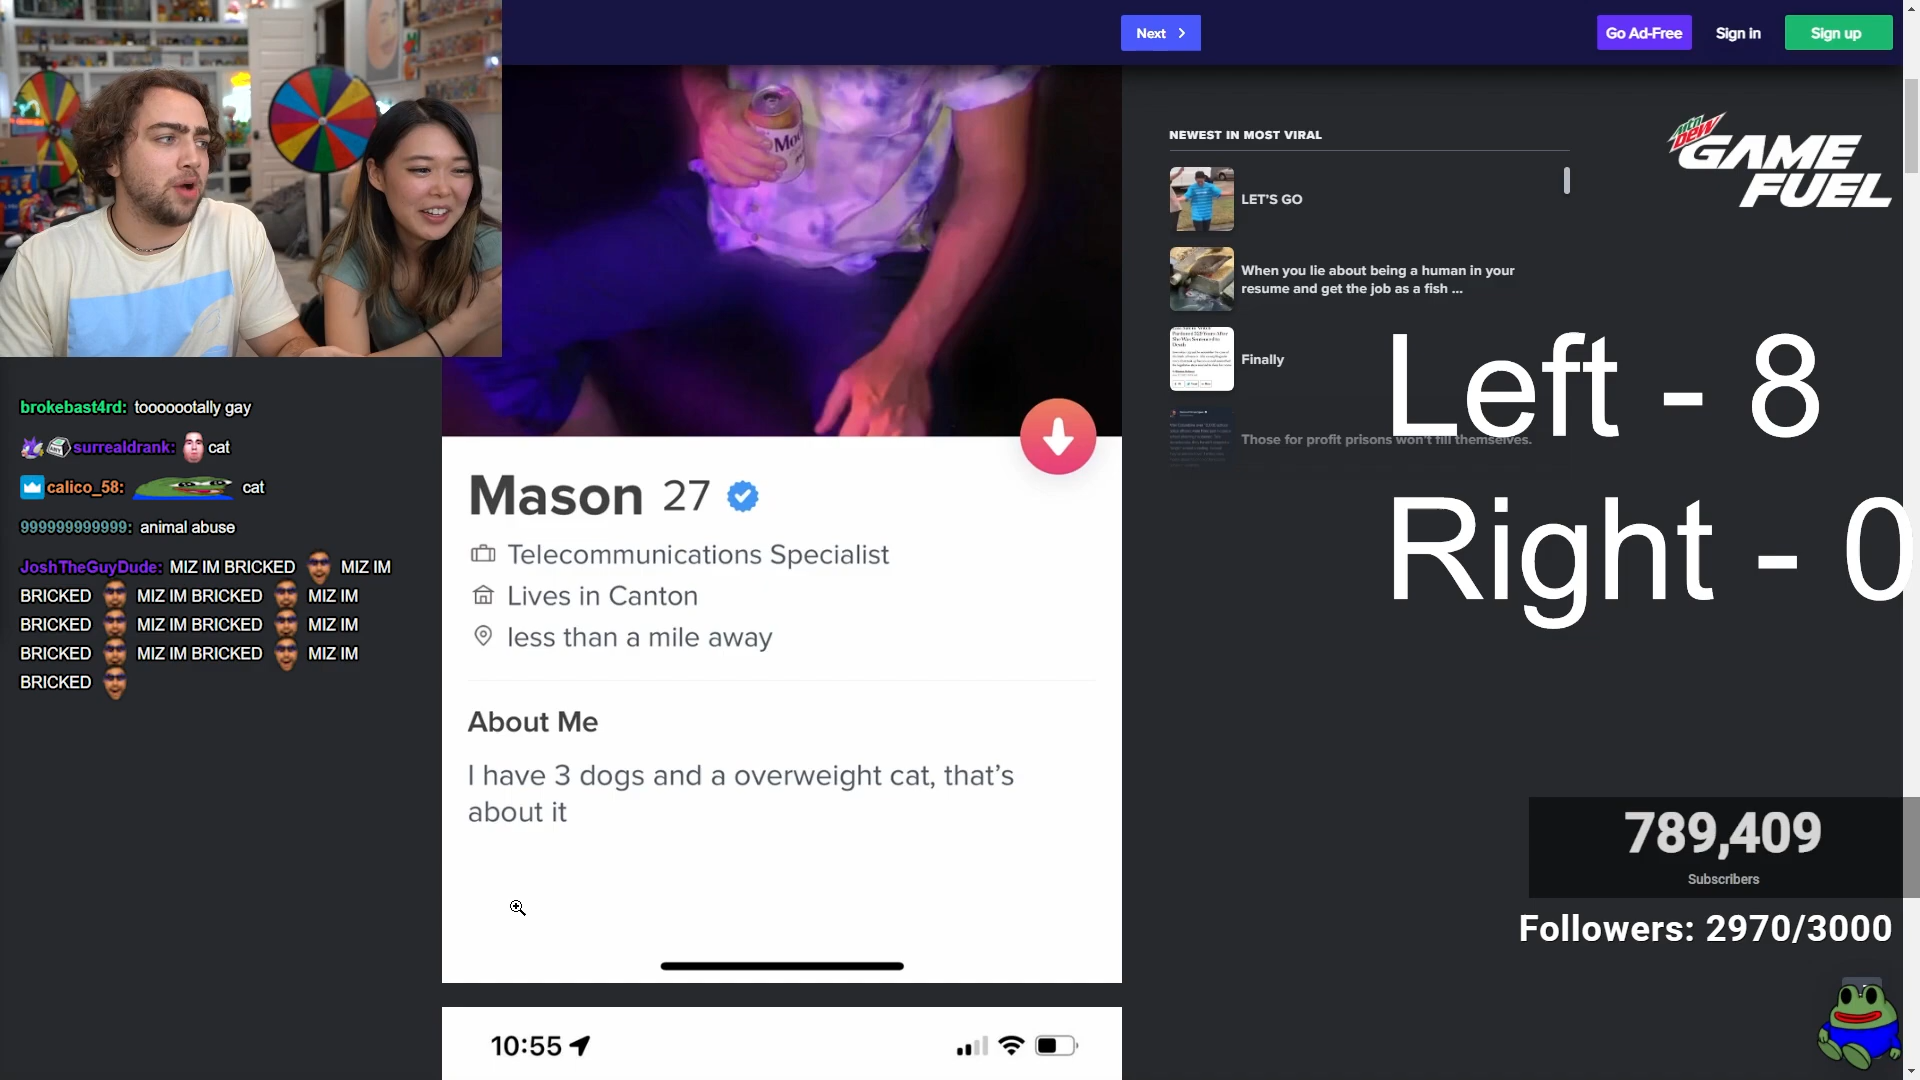 Next
Go Ad-Free
Sign in
Sign up
NEWEST IN MOST VIRAL
LET'S GO
When you lie about being a human in your
resume and get the job as a fish ...
Finally
Those for profit prisons won't fill themselves.
mtn
DEW
GAME
FUEL
Left - 8
Right - 0
brokebast4rd: tooooootally gay
surrealdrank: cat
calico_58: cat
999999999999: animal abuse
JoshTheGuyDude: MIZ IM BRICKED MIZ IM
BRICKED MIZ IM BRICKED MIZ IM
BRICKED MIZ IM BRICKED MIZ IM
BRICKED MIZ IM BRICKED MIZ IM
BRICKED
Mason 27
Telecommunications Specialist
Lives in Canton
less than a mile away
About Me
I have 3 dogs and a overweight cat, that's
about it
10:55
789,409
Subscribers
Followers: 2970/3000